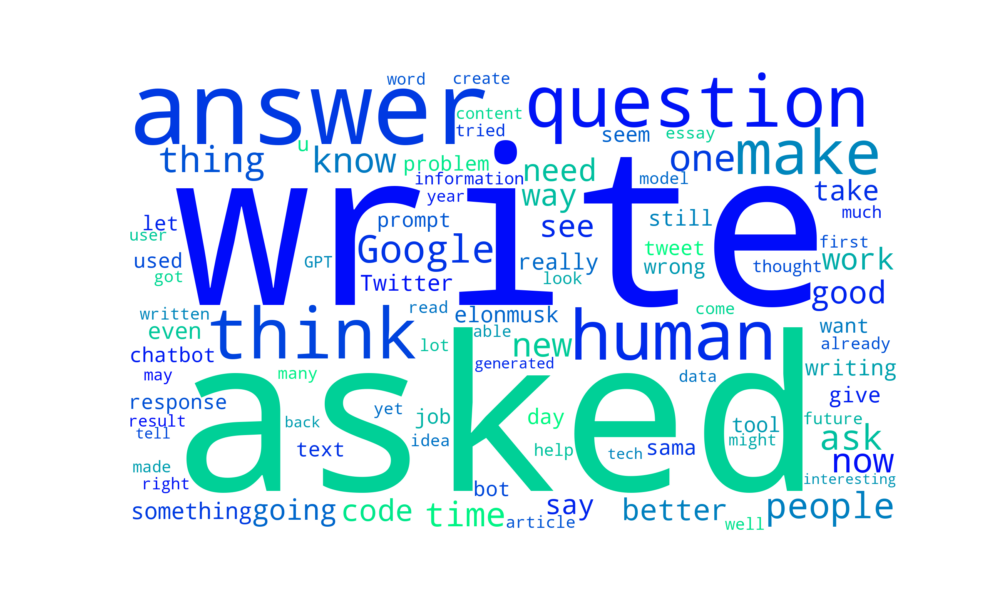 word create
answer question
content
u tried seem essay
thing know problem need one make
information model
year way take
let prompt see still much
user Google tweet first
used GPT really wrong thought work
got Twitter look good
write
written read elonmusk come
even think able new human want
chatbot lot already
generated writing
may many data
asked
response yet job day give
result back idea tool future
tell text help tech sama might ask
made now
right bot interesting
something going code time say better people
article well